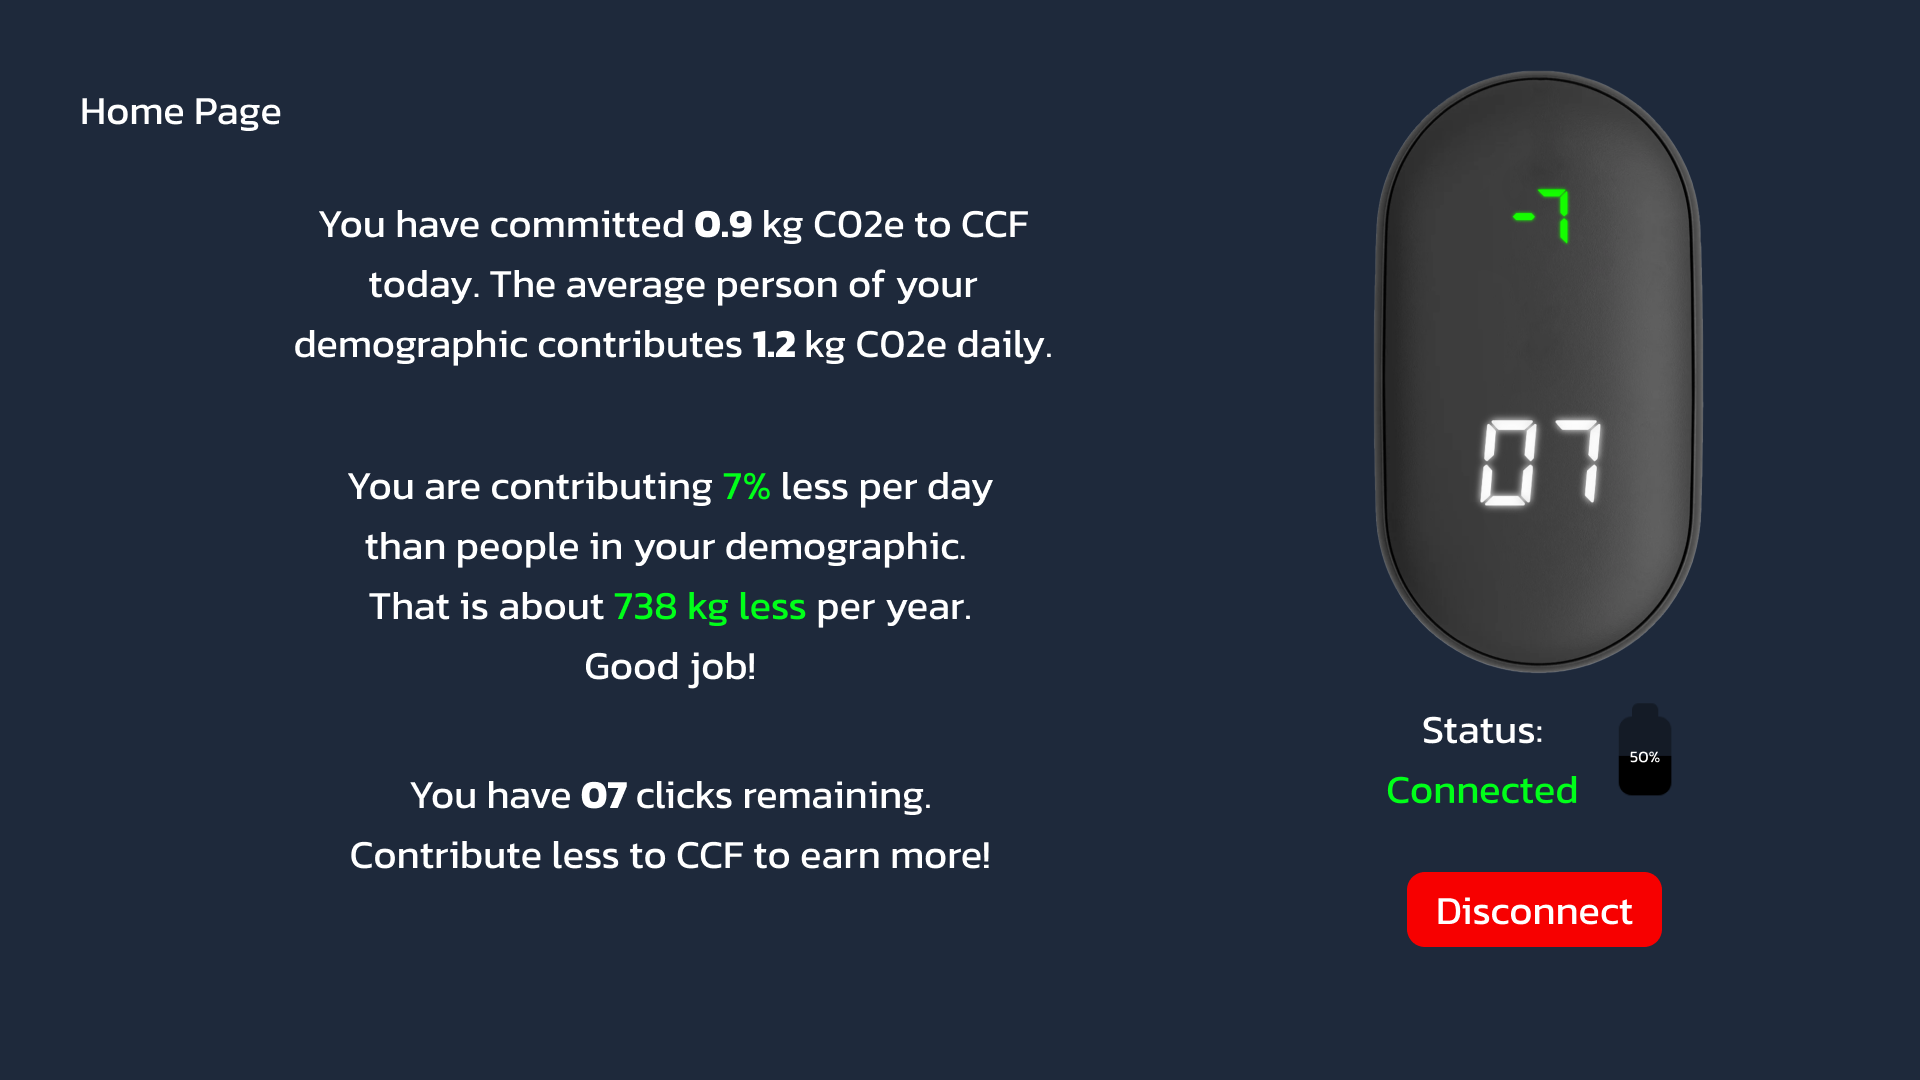 Home Page
You have committed 0.9 kg CO2e to CCF
today. The average person of your
demographic contributes 1.2 kg CO2e daily.
You are contributing 7% less per day
than people in your demographic.
That is about 738 kg less per year.
Good job!
You have 07 clicks remaining.
Contribute less to CCF to earn more!
-7
07
Status:
Connected
50%
Disconnect